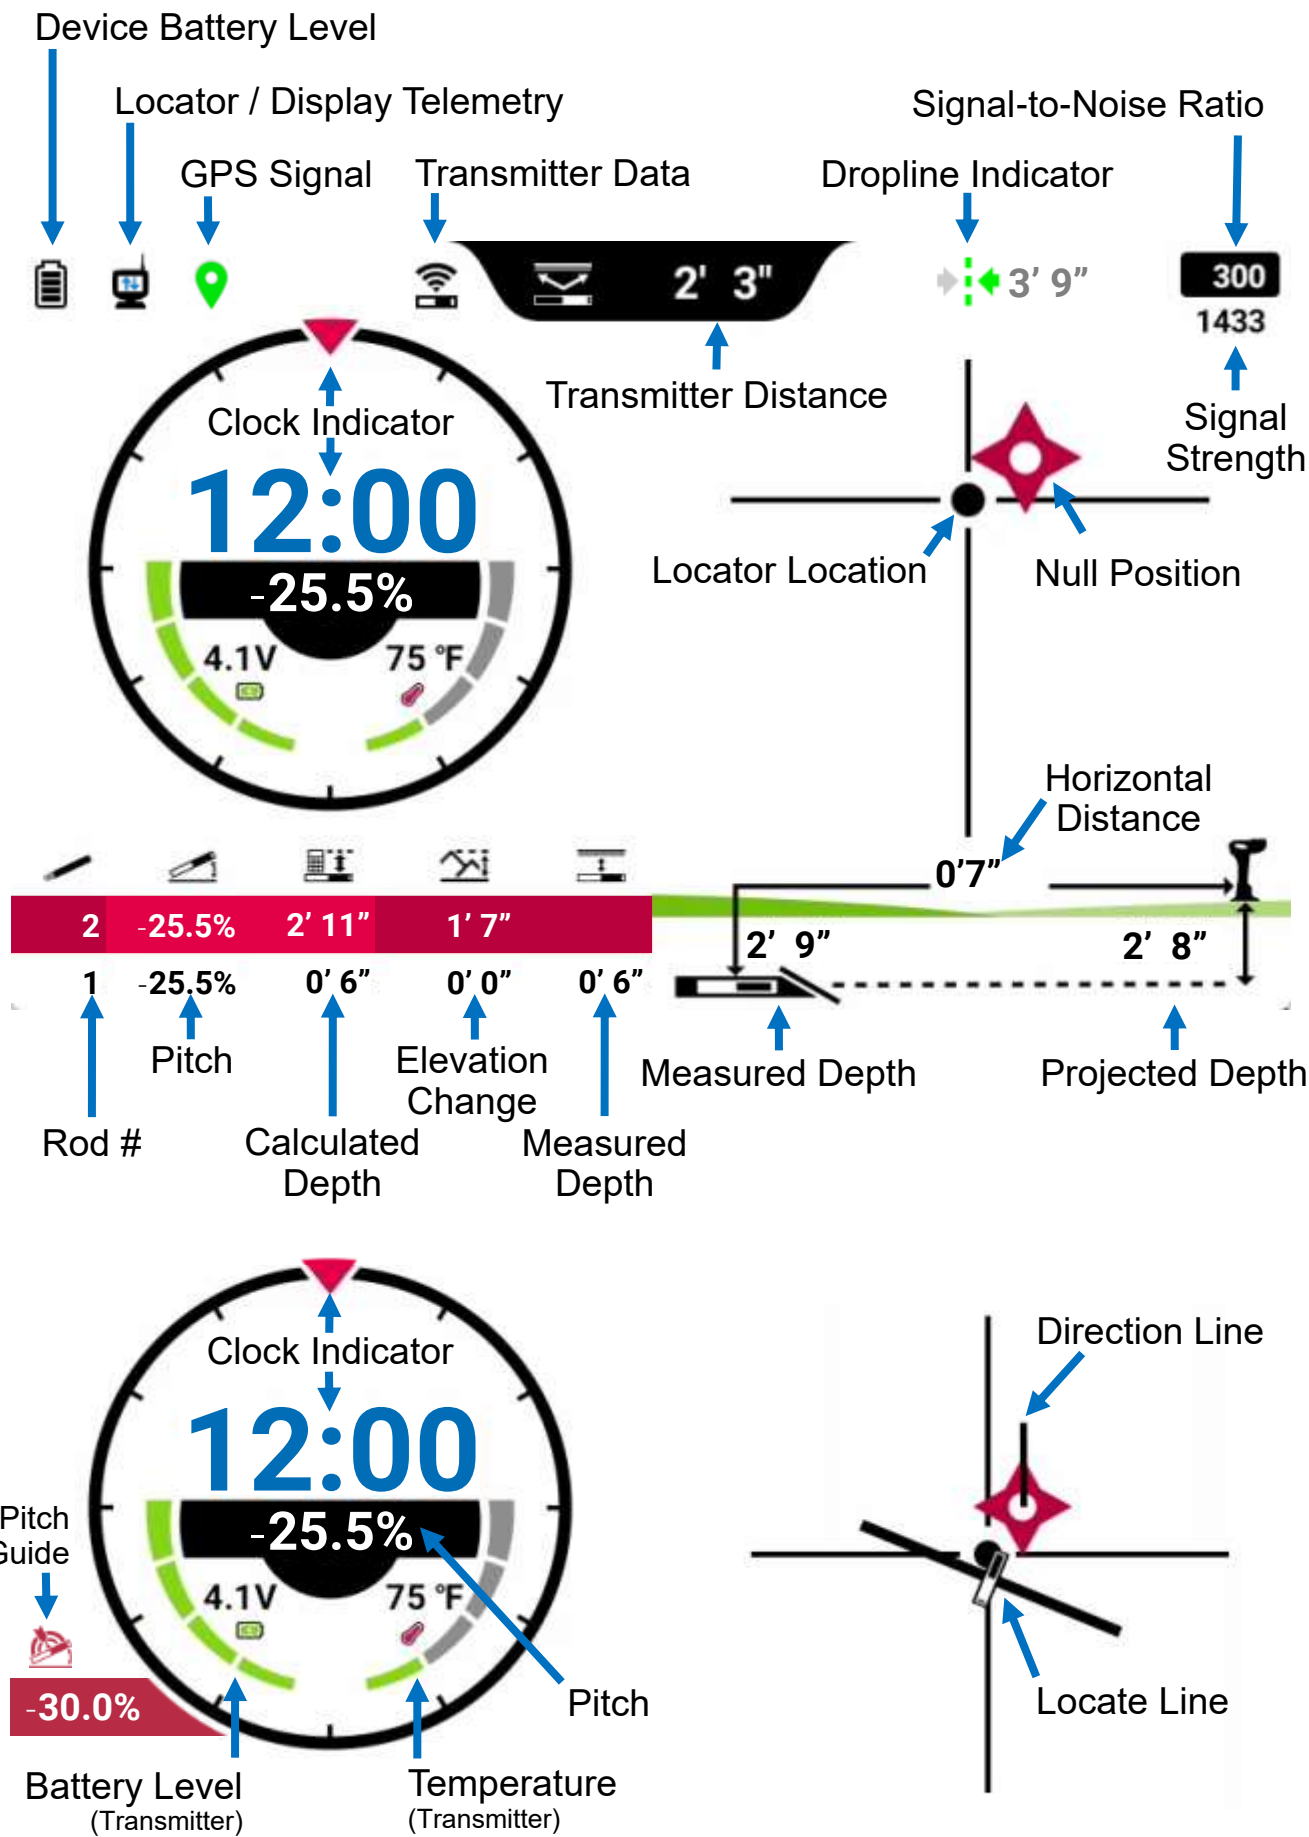 Device Battery Level
Locator / Display Telemetry
Signal-to-Noise Ratio
GPS Signal
Transmitter Data
Dropline Indicator
2' 3"
3’ 9”
300
1433
Transmitter Distance
Signal
Strength
Clock Indicator
12:00
-25.5%
4.1V
75 °F
Locator Location
Null Position
Horizontal
Distance
0’7”
2 -25.5% 2’ 11” 1’ 7”
1 -25.5% 0’ 6” 0’ 0” 0’ 6”
2’ 9”
2’ 8”
Pitch
Elevation
Change
Measured Depth
Projected Depth
Rod #
Calculated
Depth
Measured
Depth
Clock Indicator
12:00
-25.5%
4.1V
75 °F
Pitch
Guide
-30.0%
Pitch
Battery Level
(Transmitter)
Temperature
(Transmitter)
Direction Line
Locate Line